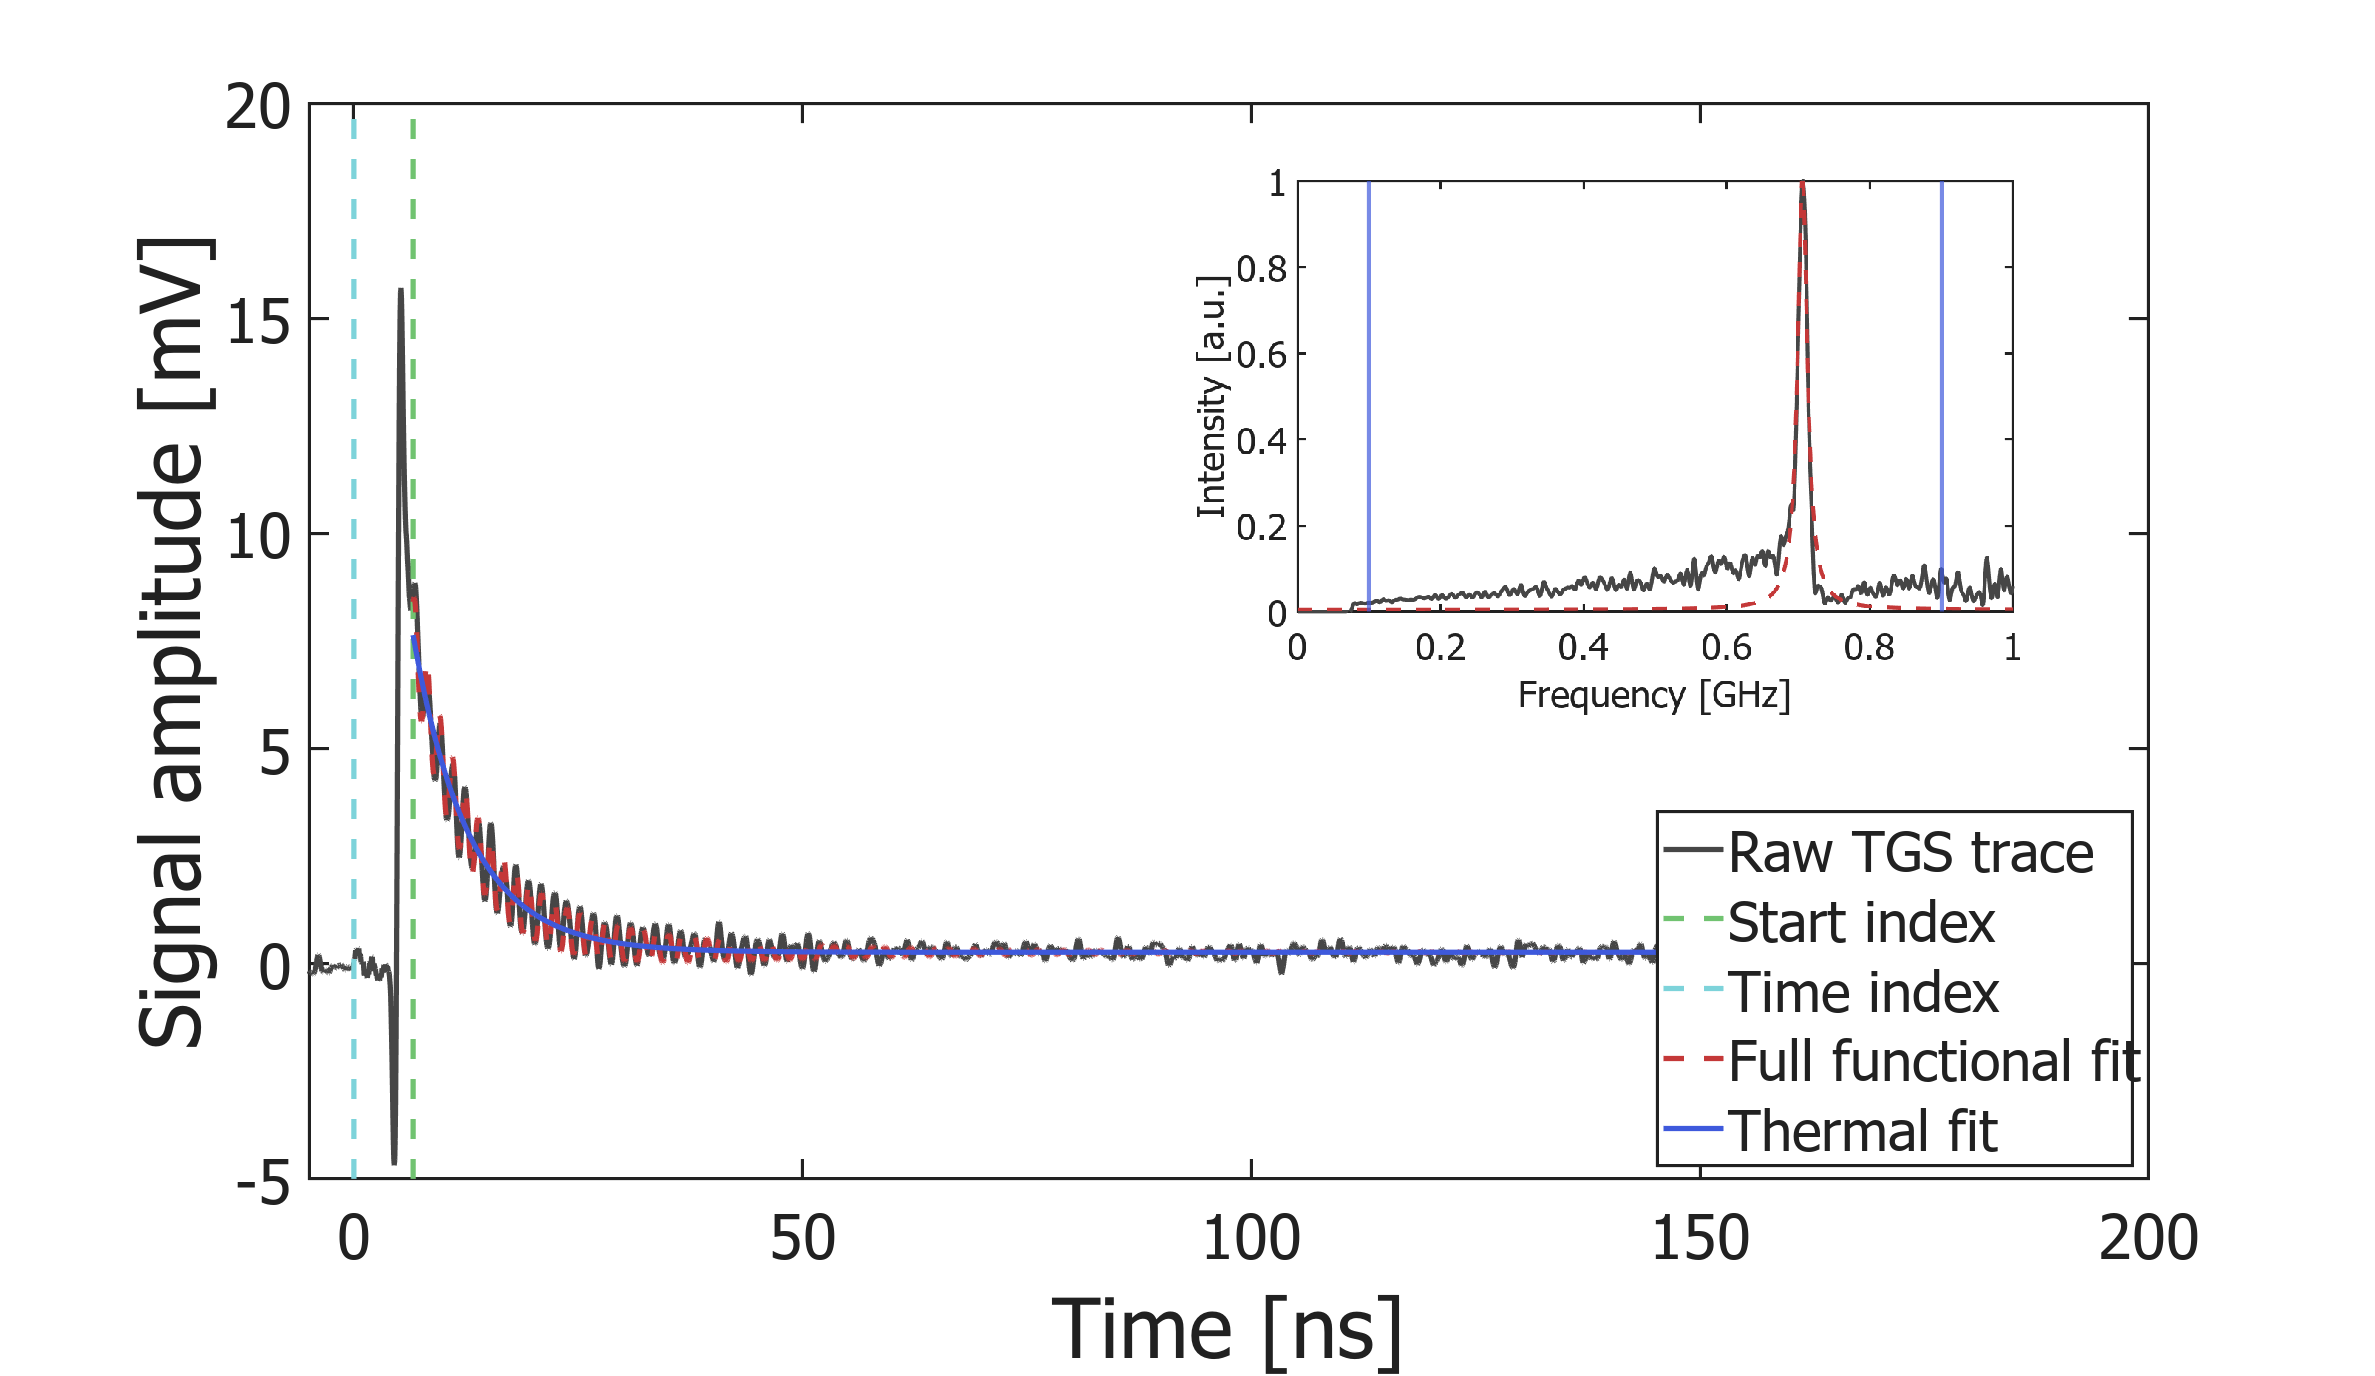 20
15
10
5
0
-5
Signal amplitude [mV]
0
50
100
150
200
Time [ns]
1
0.8
0.6
0.4
0.2
0
Intensity [a.u.]
0
0.2
0.4
0.6
0.8
1
Frequency [GHz]
Raw TGS trace
Start index
Time index
Full functional fit
Thermal fit